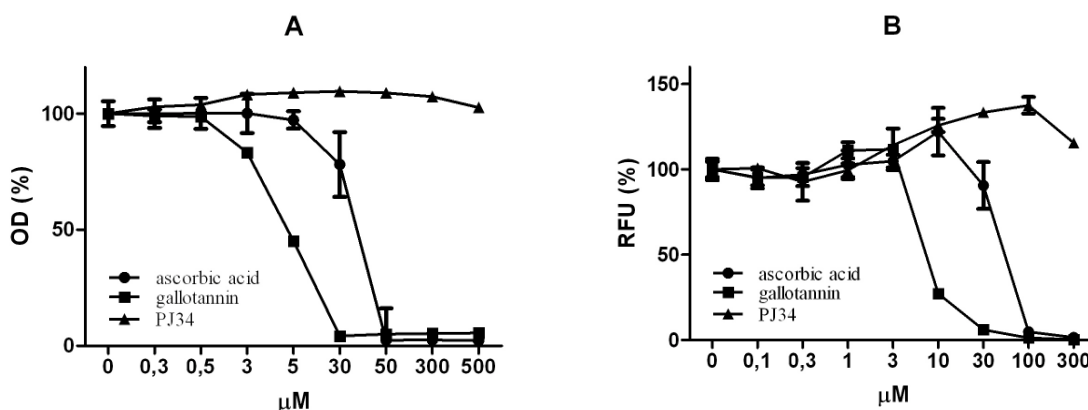 A
OD (%)
100
50
0
ascorbic acid
gallotannin
PJ34
0 0,3 0,5 3 5 30 50 300 500
μM
B
RFU (%)
150
100
50
0
ascorbic acid
gallotannin
PJ34
0 0,1 0,3 1 3 10 30 100 300
μM